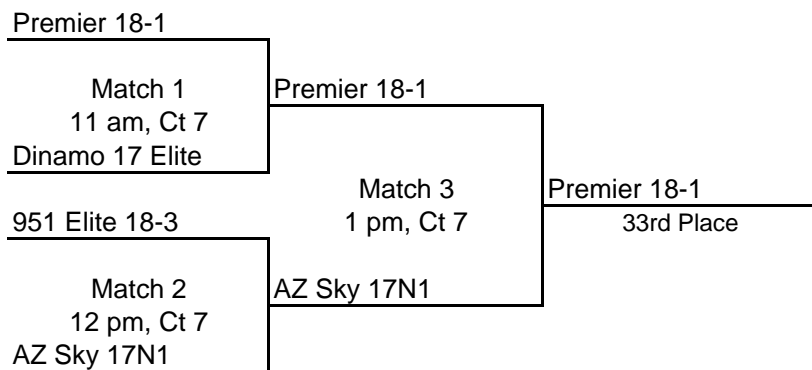 Premier 18-1
Match 1
Premier 18-1
11 am, Ct 7
Dinamo 17 Elite
Match 3
Premier 18-1
951 Elite 18-3
1 pm, Ct 7
33rd Place
Match 2
AZ Sky 17N1
12 pm, Ct 7
AZ Sky 17N1